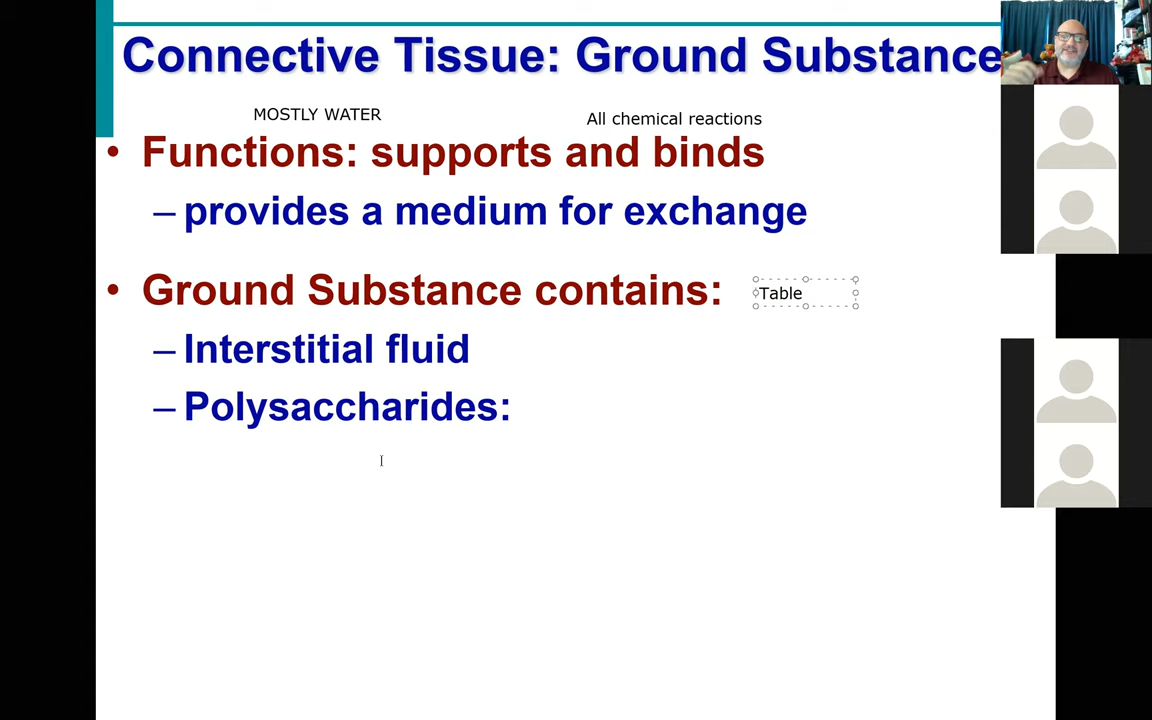 Connective Tissue: Ground Substance
MOSTLY WATER
All chemical reactions
• Functions: supports and binds
– provides a medium for exchange
• Ground Substance contains:
Table
– Interstitial fluid
– Polysaccharides: